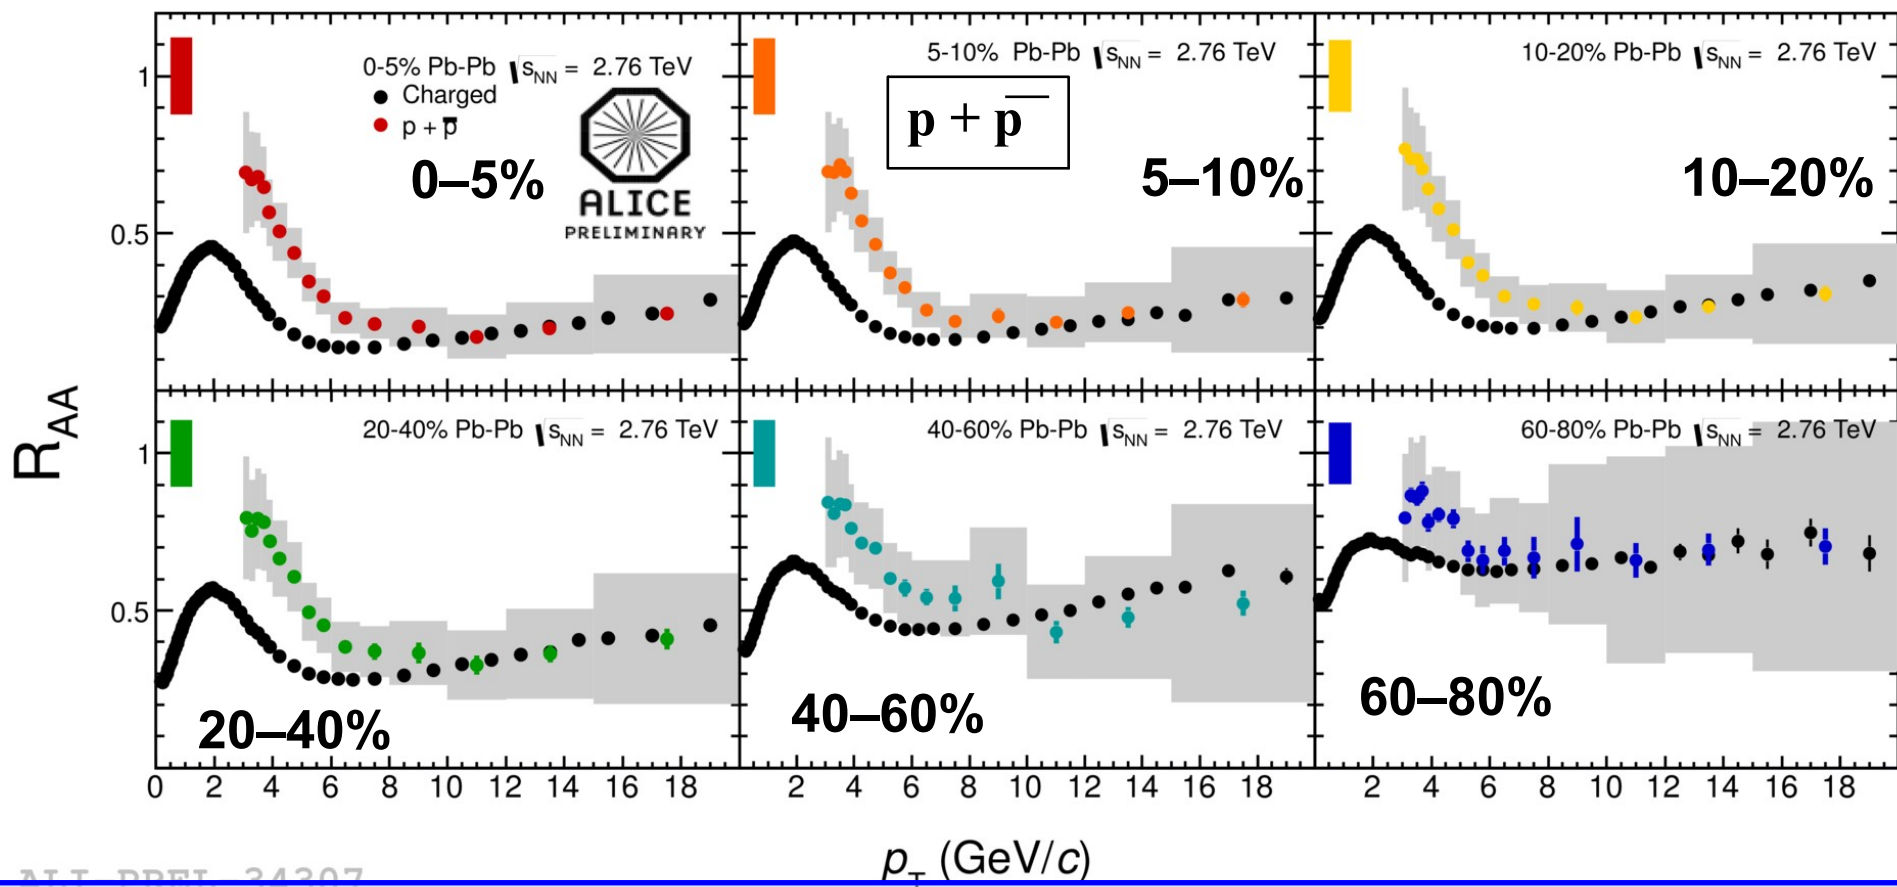 0-5% Pb-Pb √sNN = 2.76 TeV
Charged
p + p̅
0–5%
ALICE
PRELIMINARY
5-10% Pb-Pb √sNN = 2.76 TeV
p + p̅
5–10%
10-20% Pb-Pb √sNN = 2.76 TeV
10–20%
1
0.5
RAA
20-40% Pb-Pb √sNN = 2.76 TeV
20–40%
40-60% Pb-Pb √sNN = 2.76 TeV
40–60%
60-80% Pb-Pb √sNN = 2.76 TeV
60–80%
1
0.5
0 2 4 6 8 10 12 14 16 18
2 4 6 8 10 12 14 16 18
2 4 6 8 10 12 14 16 18
pT (GeV/c)
ALI-PREL-34307